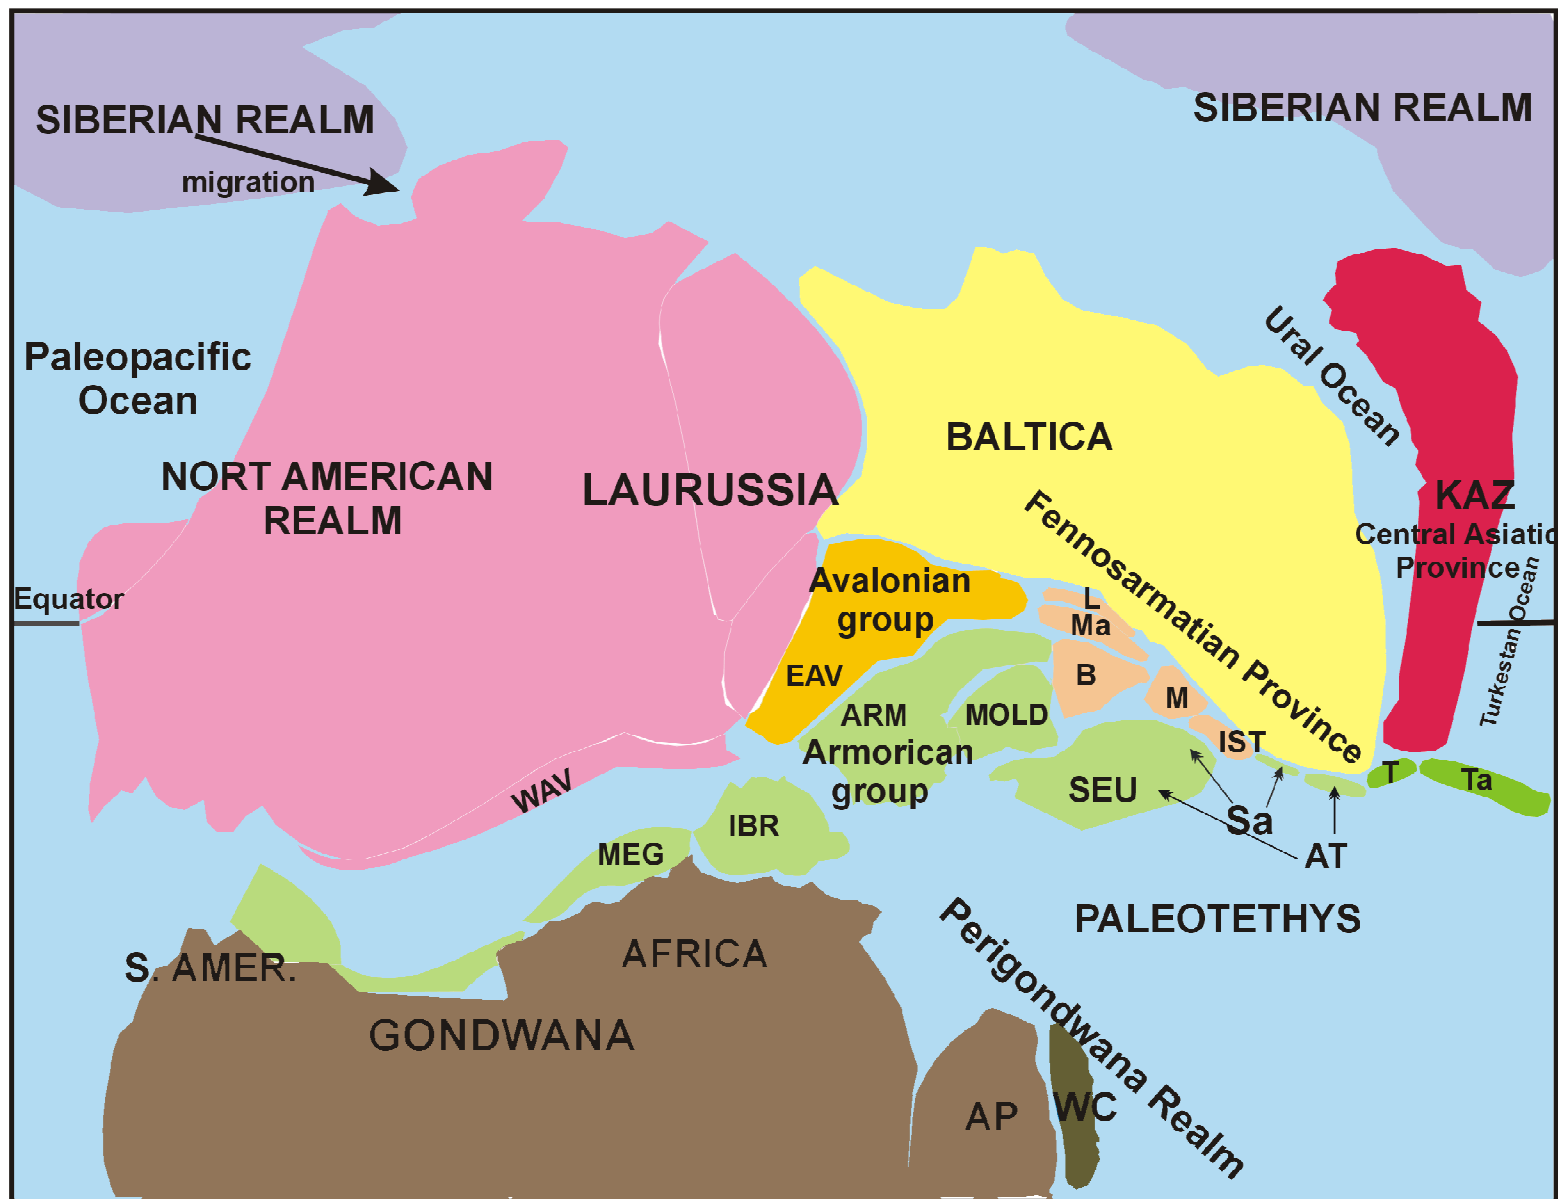 SIBERIAN REALM
migration
SIBERIAN REALM
Paleopacific
Ocean
NORT AMERICAN
REALM
LAURUSSIA
BALTICA
Ural Ocean
KAZ
Central Asiatic
Province
Turkestan Ocean
Equator
Fennosarmatian Province
Avalonian
group
EAV
L
Ma
B
M
IST
ARM
Armorican
group
MOLD
SEU
Sa
AT
T
Ta
WAV
IBR
MEG
PALEOTETHYS
Perigondwana Realm
S. AMER.
AFRICA
GONDWANA
AP
WC